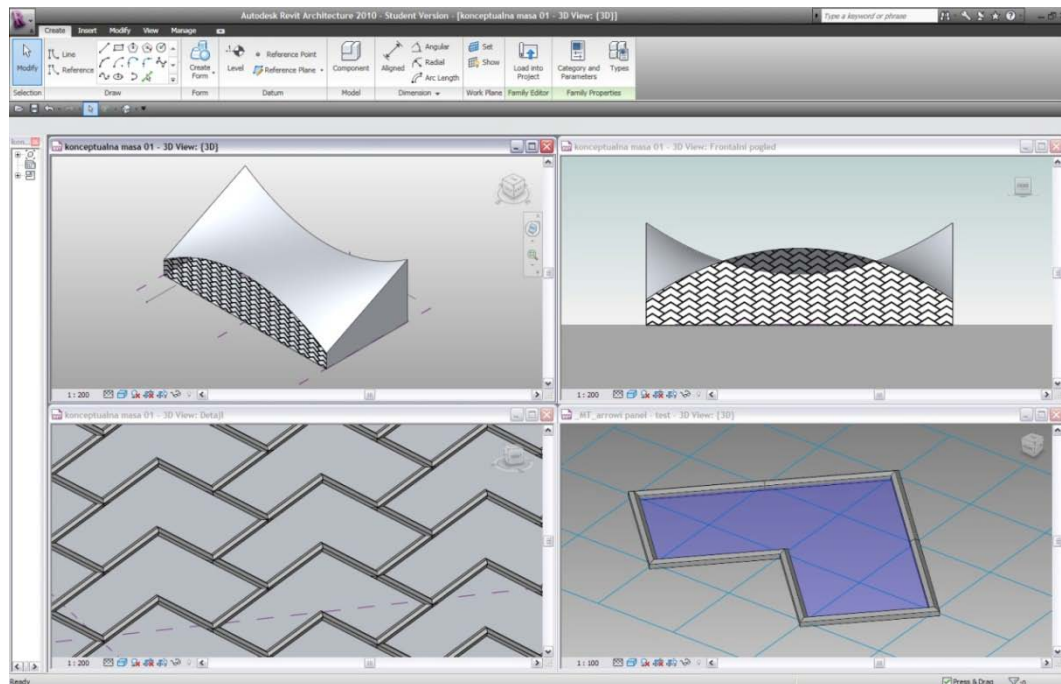 Autodesk Revit Architecture 2010 - Student Version - [konceptualna masa 01 - 3D View: {3D}]
Type a keyword or phrase
Create Insert Modify View Manage
Modify
Line
Reference
Create Form
Level
Reference Point
Reference Plane
Component
Aligned
Angular
Radial
Arc Length
Set
Show
Load into Project
Category and Parameters
Types
Selection Draw Form Datum Model Dimension Work Plane Family Editor Family Properties
konceptualna masa 01 - 3D View: {3D}
konceptualna masa 01 - 3D View: Frontalni pogled
1 : 200
1 : 200
konceptualna masa 01 - 3D View: Detajl
_MT_arrowi panel - test - 3D View: {3D}
1 : 200
1 : 100
Ready
Press & Drag